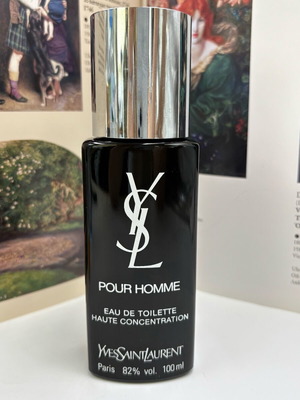 YSL
POUR HOMME
EAU DE TOILETTE
HAUTE CONCENTRATION
YVESSAINTLAURENT
Paris 82% vol. 100 ml